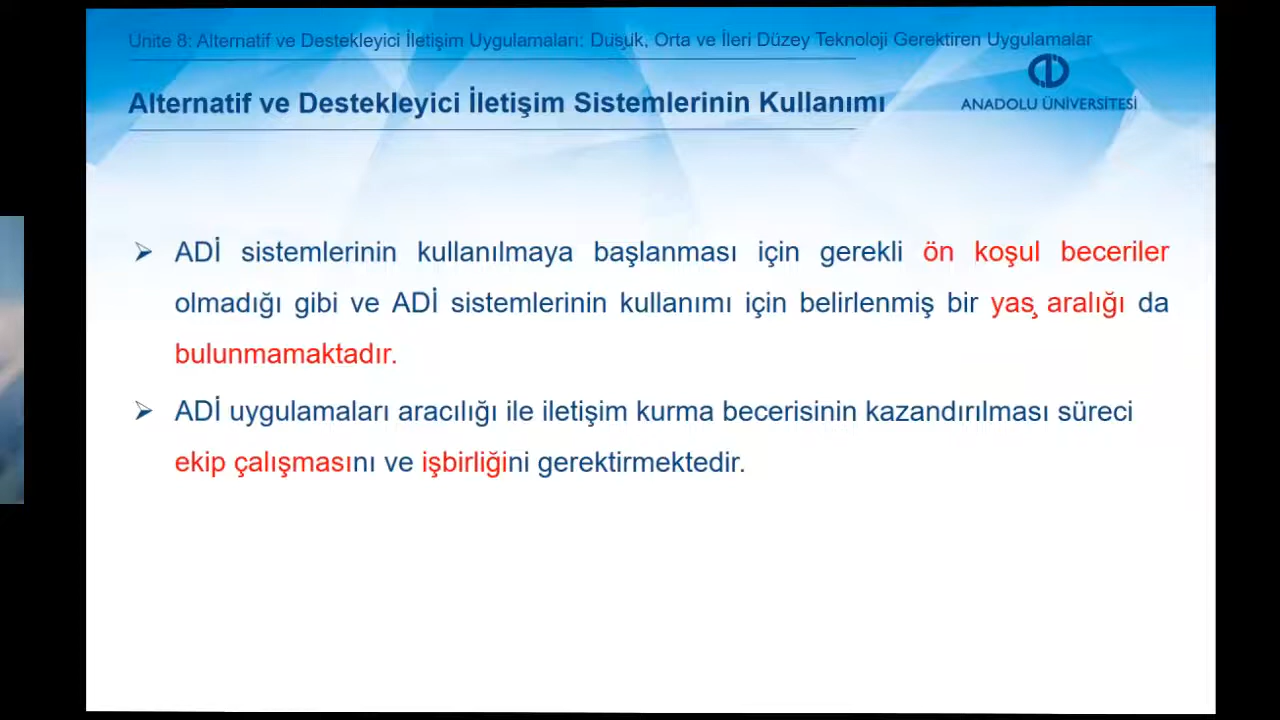 Ünite 8: Alternatif ve Destekleyici İletişim Uygulamaları: Düşük, Orta ve İleri Düzey Teknoloji Gerektiren Uygulamalar
Alternatif ve Destekleyici İletişim Sistemlerinin Kullanımı
ANADOLU ÜNİVERSİTESİ
ADİ sistemlerinin kullanılmaya başlanması için gerekli ön koşul beceriler
olmadığı gibi ve ADİ sistemlerinin kullanımı için belirlenmiş bir yaş aralığı da
bulunmamaktadır.
ADİ uygulamaları aracılığı ile iletişim kurma becerisinin kazandırılması süreci
ekip çalışmasını ve işbirliğini gerektirmektedir.